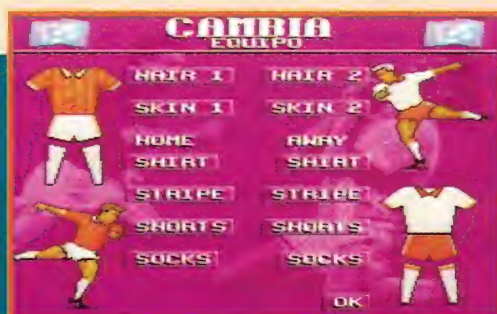 CAMBIA
EQUIPO
HAIR 1 HAIR 2
SKIN 1 SKIN 2
HOME AWAY
SHIRT SHIRT
STRIPE STRIPE
SHORTS SHORTS
SOCKS SOCKS
OK